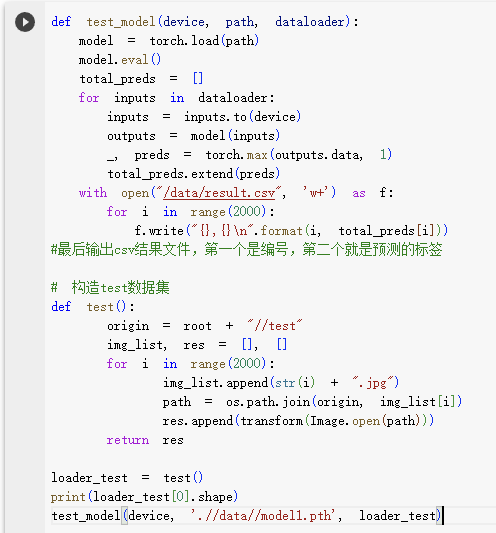 def test_model(device, path, dataloader):
    model = torch.load(path)
    model.eval()
    total_preds = []
    for inputs in dataloader:
        inputs = inputs.to(device)
        outputs = model(inputs)
        _, preds = torch.max(outputs.data, 1)
        total_preds.extend(preds)
    with open("/data/result.csv", 'w+') as f:
        for i in range(2000):
            f.write("{},{}\n".format(i, total_preds[i]))
#最后输出csv结果文件，第一个是编号，第二个就是预测的标签
# 构造test数据集
def test():
        origin = root + "//test"
        img_list, res = [], []
        for i in range(2000):
                img_list.append(str(i) + ".jpg")
                path = os.path.join(origin, img_list[i])
                res.append(transform(Image.open(path)))
        return res
loader_test = test()
print(loader_test[0].shape)
test_model(device, './/data//model1.pth', loader_test)